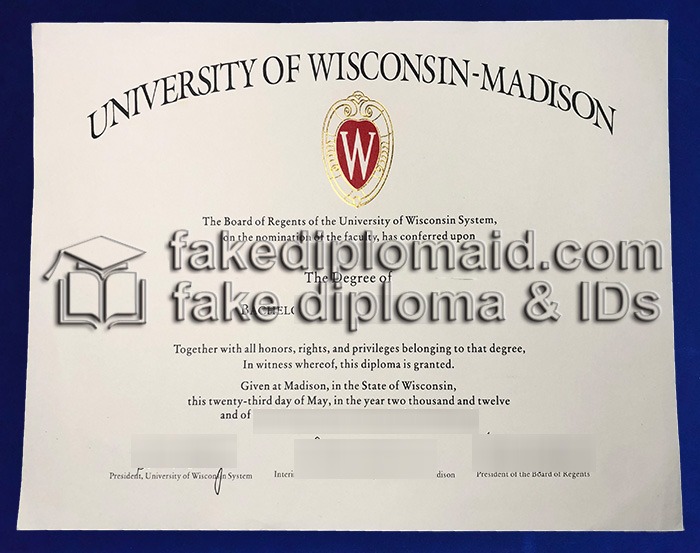 UNIVERSITY OF WISCONSIN-MADISON
W
The Board of Regents of the University of Wisconsin System,
on the nomination of the faculty, has conferred upon
fakediplomaid.com
The Degree of
fake diploma & IDs
BACHELO
Together with all honors, rights, and privileges belonging to that degree,
In witness whereof, this diploma is granted.
Given at Madison, in the State of Wisconsin,
this twenty-third day of May, in the year two thousand and twelve
and of
President, University of Wisconsin System Interi dison President of the Board of Regents